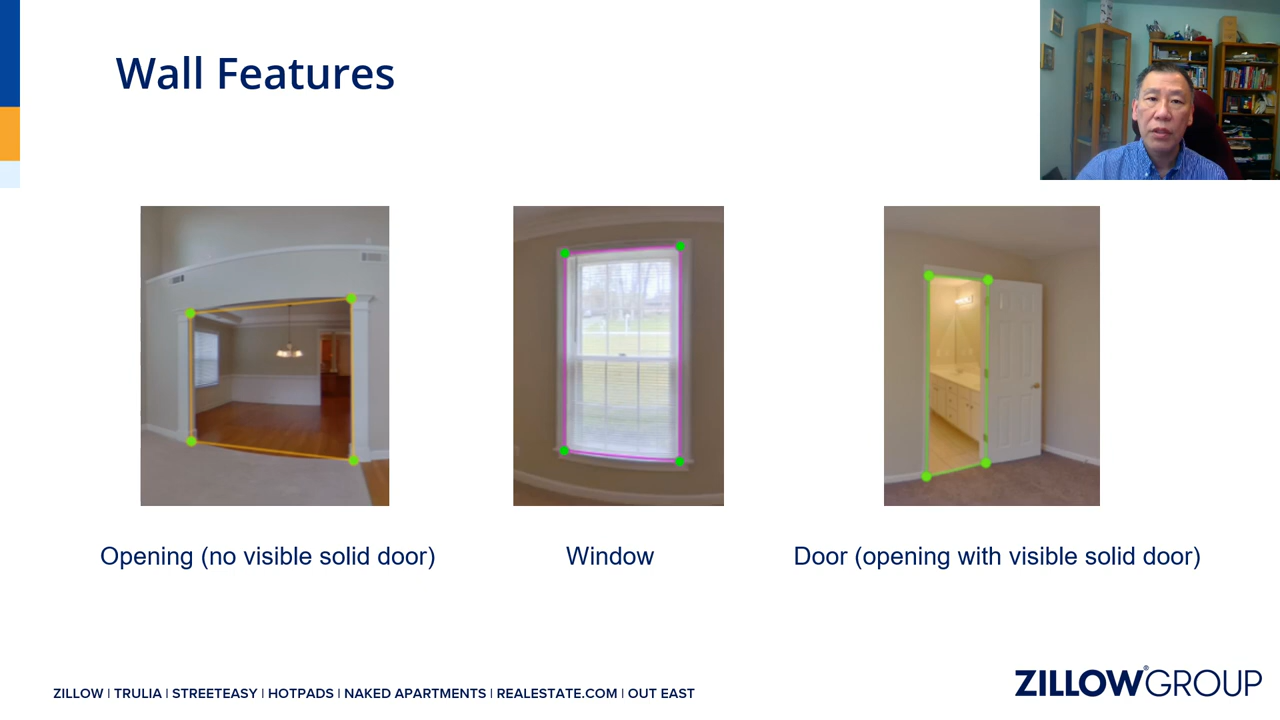 Wall Features
Opening (no visible solid door)
Window
Door (opening with visible solid door)
ZILLOW | TRULIA | STREETEASY | HOTPADS | NAKED APARTMENTS | REALESTATE.COM | OUT EAST
ZILLOW® GROUP